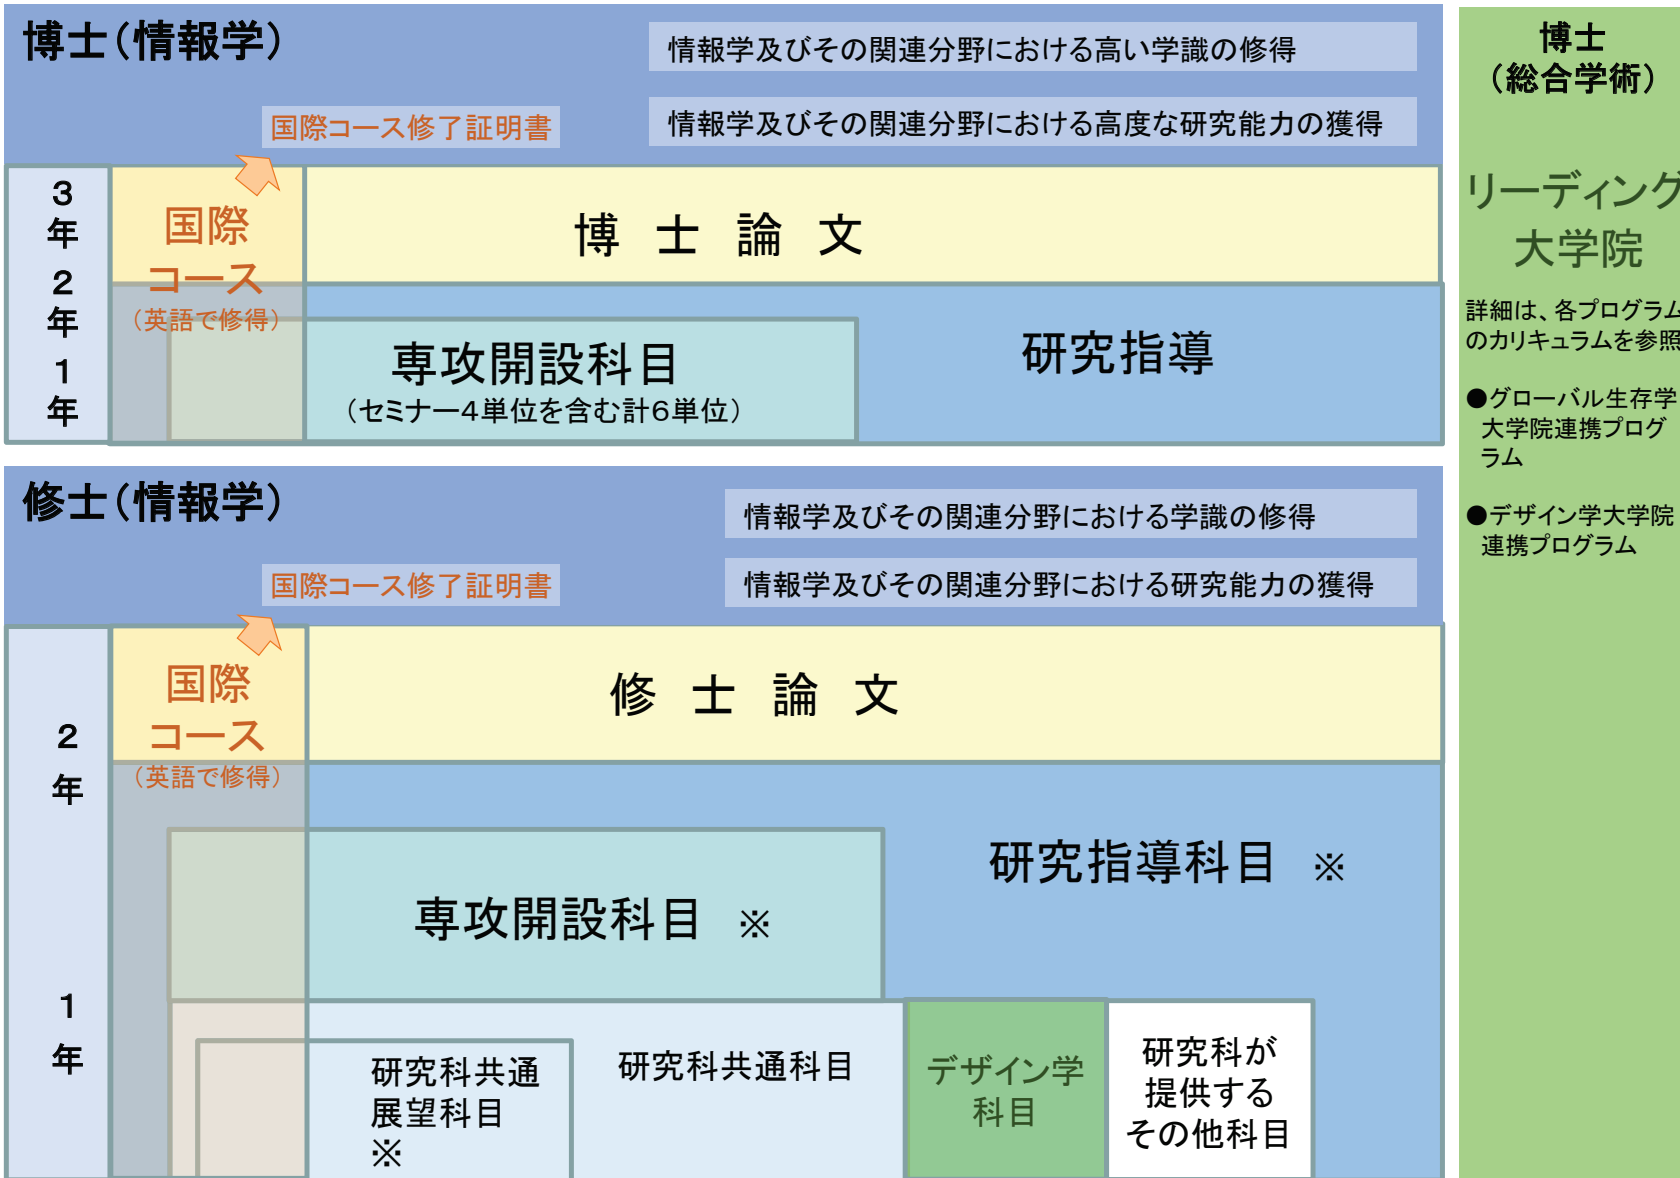 博士（情報学）
情報学及びその関連分野における高い学識の修得
国際コース修了証明書
情報学及びその関連分野における高度な研究能力の獲得
３
年
２
年
１
年
国際
コース
（英語で修得）
博 士 論 文
専攻開設科目
（セミナー４単位を含む計６単位）
研究指導
修士（情報学）
情報学及びその関連分野における学識の修得
国際コース修了証明書
情報学及びその関連分野における研究能力の獲得
２
年
１
年
国際
コース
（英語で修得）
修 士 論 文
研究指導科目 ※
専攻開設科目 ※
研究科共通
展望科目
※
研究科共通科目
デザイン学
科目
研究科が
提供する
その他科目
博士
（総合学術）
リーディング
大学院
詳細は、各プログラム
のカリキュラムを参照
●グローバル生存学
大学院連携プログ
ラム
●デザイン学大学院
連携プログラム